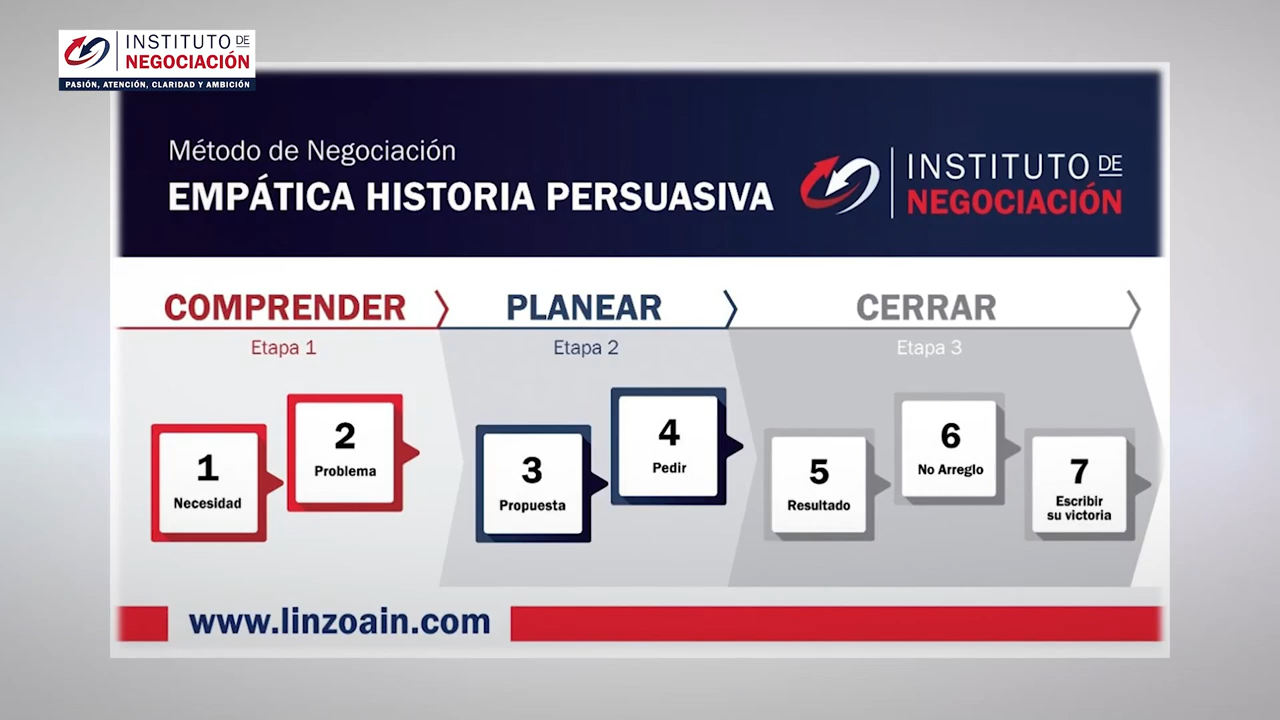 INSTITUTO DE
NEGOCIACIÓN
PASIÓN, ATENCIÓN, CLARIDAD Y AMBICIÓN
Método de Negociación
EMPÁTICA HISTORIA PERSUASIVA
INSTITUTO DE
NEGOCIACIÓN
COMPRENDER
PLANEAR
CERRAR
Etapa 1
Etapa 2
Etapa 3
1
Necesidad
2
Problema
3
Propuesta
4
Pedir
5
Resultado
6
No Arreglo
7
Escribir
su victoria
www.linzoain.com